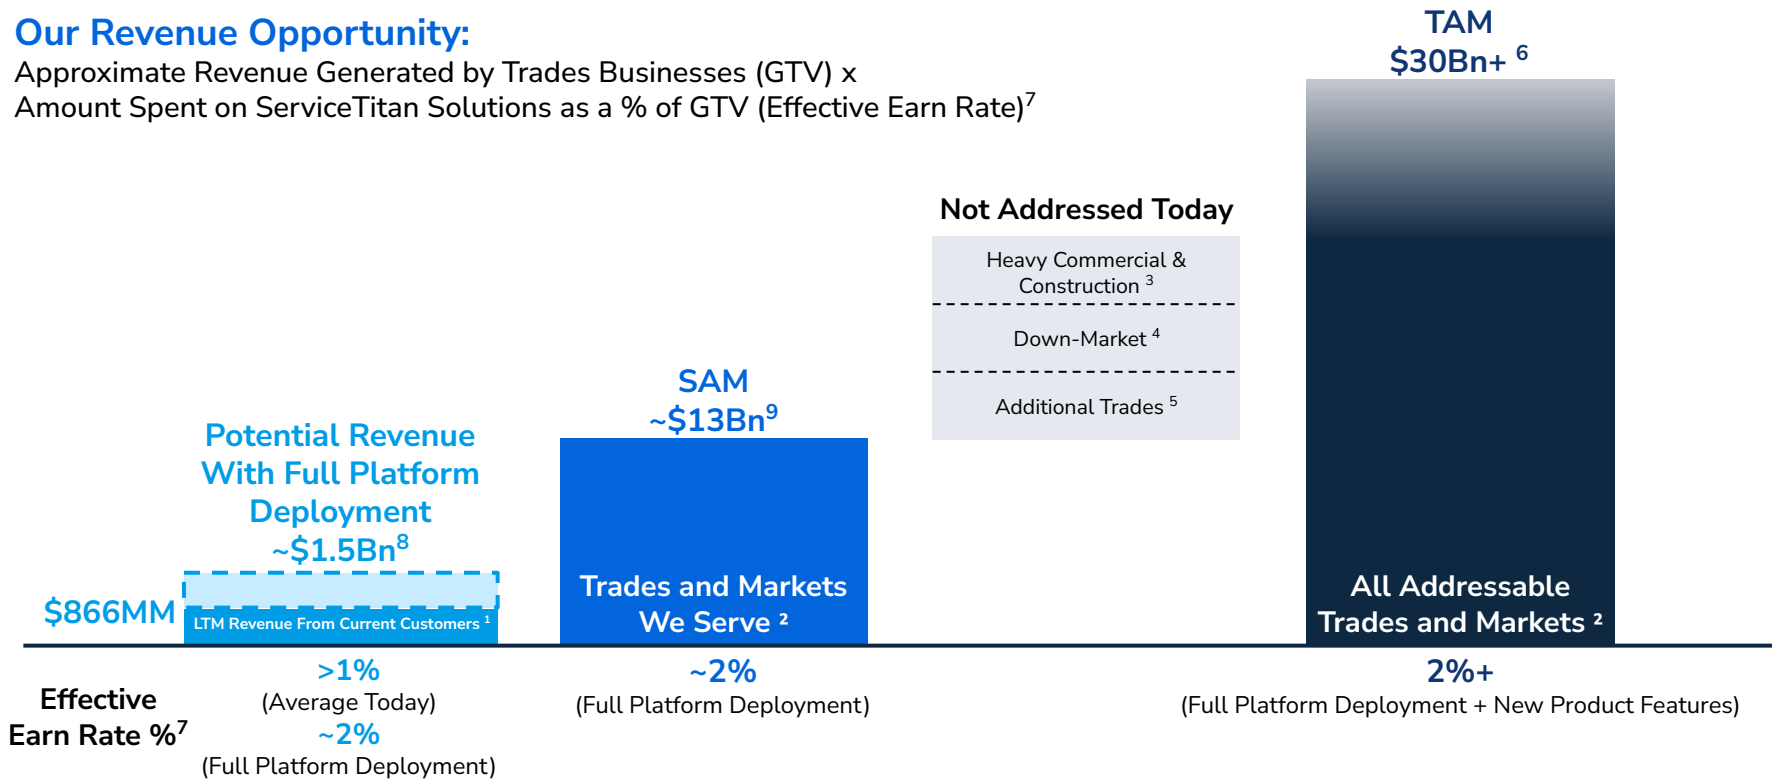 Our Revenue Opportunity:
Approximate Revenue Generated by Trades Businesses (GTV) x
Amount Spent on ServiceTitan Solutions as a % of GTV (Effective Earn Rate)7
Potential Revenue
With Full Platform
Deployment
~$1.5Bn8
$866MM
LTM Revenue From Current Customers 1
SAM
~$13Bn9
Trades and Markets
We Serve 2
Not Addressed Today
Heavy Commercial &
Construction 3
Down-Market 4
Additional Trades 5
TAM
$30Bn+ 6
All Addressable
Trades and Markets 2
Effective
Earn Rate %7
>1%
(Average Today)
~2%
(Full Platform Deployment)
~2%
(Full Platform Deployment)
2%+
(Full Platform Deployment + New Product Features)